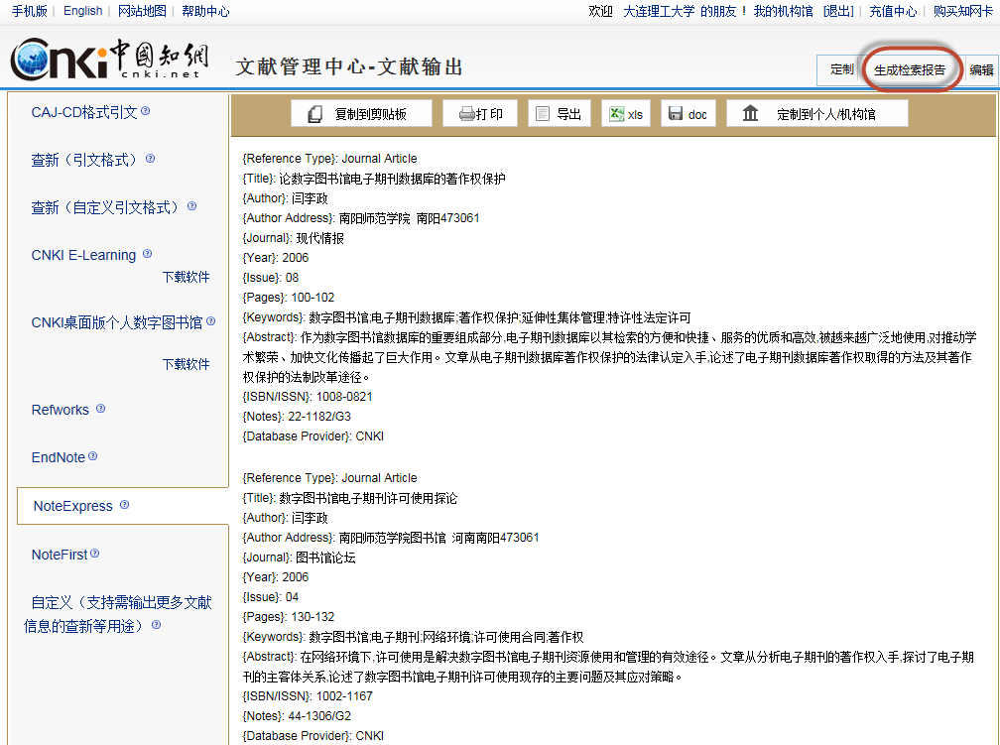 手机版 | English | 网站地图 | 帮助中心
欢迎 大连理工大学 的朋友 ! 我的机构馆 [退出] | 充值中心 | 购买知网卡
Cnki中国知网
cnki.net
文献管理中心-文献输出
定制 生成检索报告 编辑
CAJ-CD格式引文
查新（引文格式）
查新（自定义引文格式）
CNKI E-Learning
下载软件
CNKI桌面版个人数字图书馆
下载软件
Refworks
EndNote
NoteExpress
NoteFirst
自定义（支持需输出更多文献
信息的查新等用途）
复制到剪贴板 打印 导出 xls doc 定制到个人/机构馆
{Reference Type}: Journal Article
{Title}: 论数字图书馆电子期刊数据库的著作权保护
{Author}: 闫李政
{Author Address}: 南阳师范学院 南阳473061
{Journal}: 现代情报
{Year}: 2006
{Issue}: 08
{Pages}: 100-102
{Keywords}: 数字图书馆;电子期刊数据库;著作权保护;延伸性集体管理;特许性法定许可
{Abstract}: 作为数字图书馆数据库的重要组成部分,电子期刊数据库以其检索的方便和快捷、服务的优质和高效,被越来越广泛地使用,对推动学
术繁荣、加快文化传播起了巨大作用。文章从电子期刊数据库著作权保护的法律认定入手,论述了电子期刊数据库著作权取得的方法及其著作
权保护的法制改革途径。
{ISBN/ISSN}: 1008-0821
{Notes}: 22-1182/G3
{Database Provider}: CNKI
{Reference Type}: Journal Article
{Title}: 数字图书馆电子期刊许可使用探论
{Author}: 闫李政
{Author Address}: 南阳师范学院图书馆 河南南阳473061
{Journal}: 图书馆论坛
{Year}: 2006
{Issue}: 04
{Pages}: 130-132
{Keywords}: 数字图书馆;电子期刊;网络环境;许可使用合同;著作权
{Abstract}: 在网络环境下,许可使用是解决数字图书馆电子期刊资源使用和管理的有效途径。文章从分析电子期刊的著作权入手,探讨了电子期
刊的主客体关系,论述了数字图书馆电子期刊许可使用现存的主要问题及其应对策略。
{ISBN/ISSN}: 1002-1167
{Notes}: 44-1306/G2
{Database Provider}: CNKI